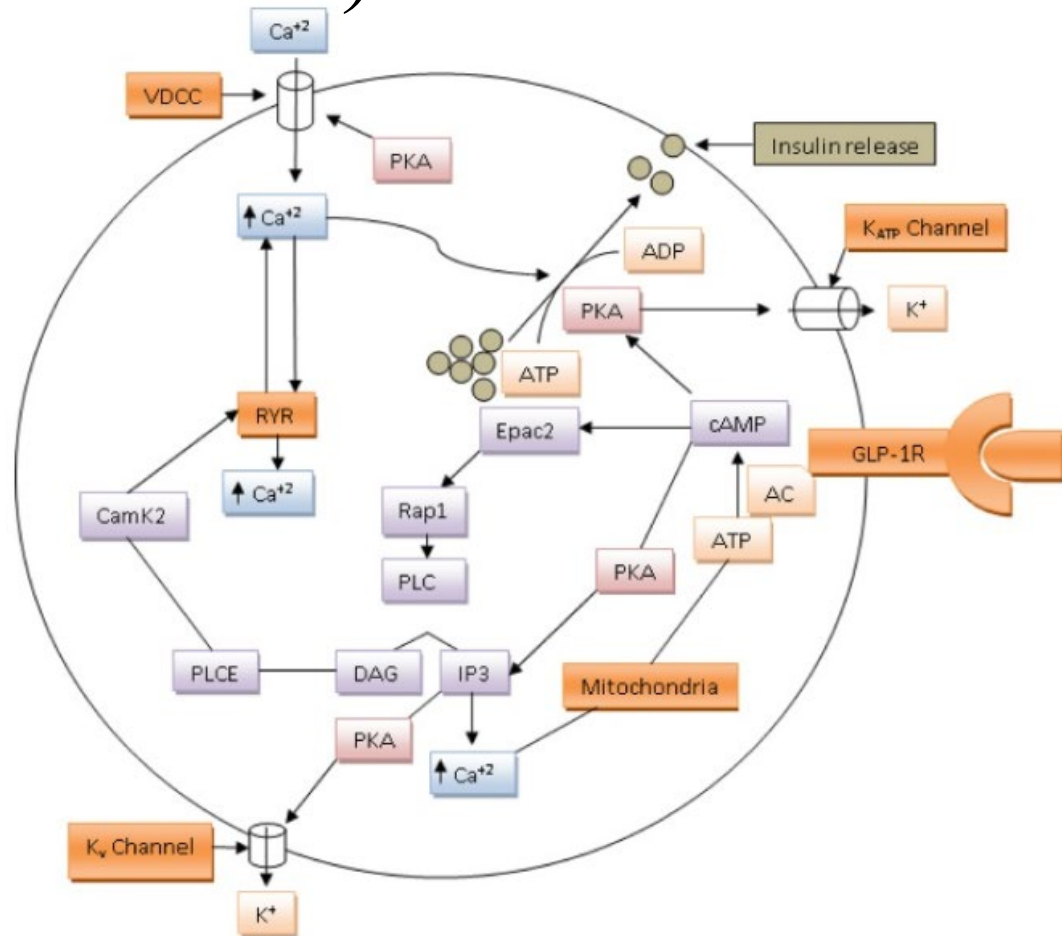 )
Ca+2
VDCC
PKA
Insulin release
↑ Ca+2
KATP Channel
ADP
PKA
K+
ATP
RYR
Epac2
cAMP
GLP-1R
↑ Ca+2
AC
CamK2
Rap1
ATP
PLC
PKA
PLCE
DAG
IP3
Mitochondria
PKA
↑ Ca+2
Kv Channel
K+